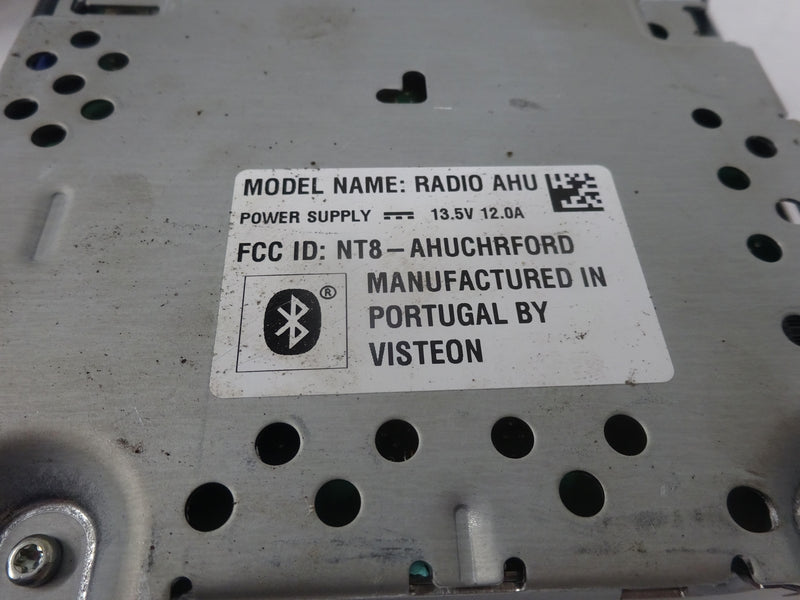 MODEL NAME: RADIO AHU
POWER SUPPLY ⎓ 13.5V 12.0A
FCC ID: NT8-AHUCHRFORD
®
MANUFACTURED IN
PORTUGAL BY
VISTEON